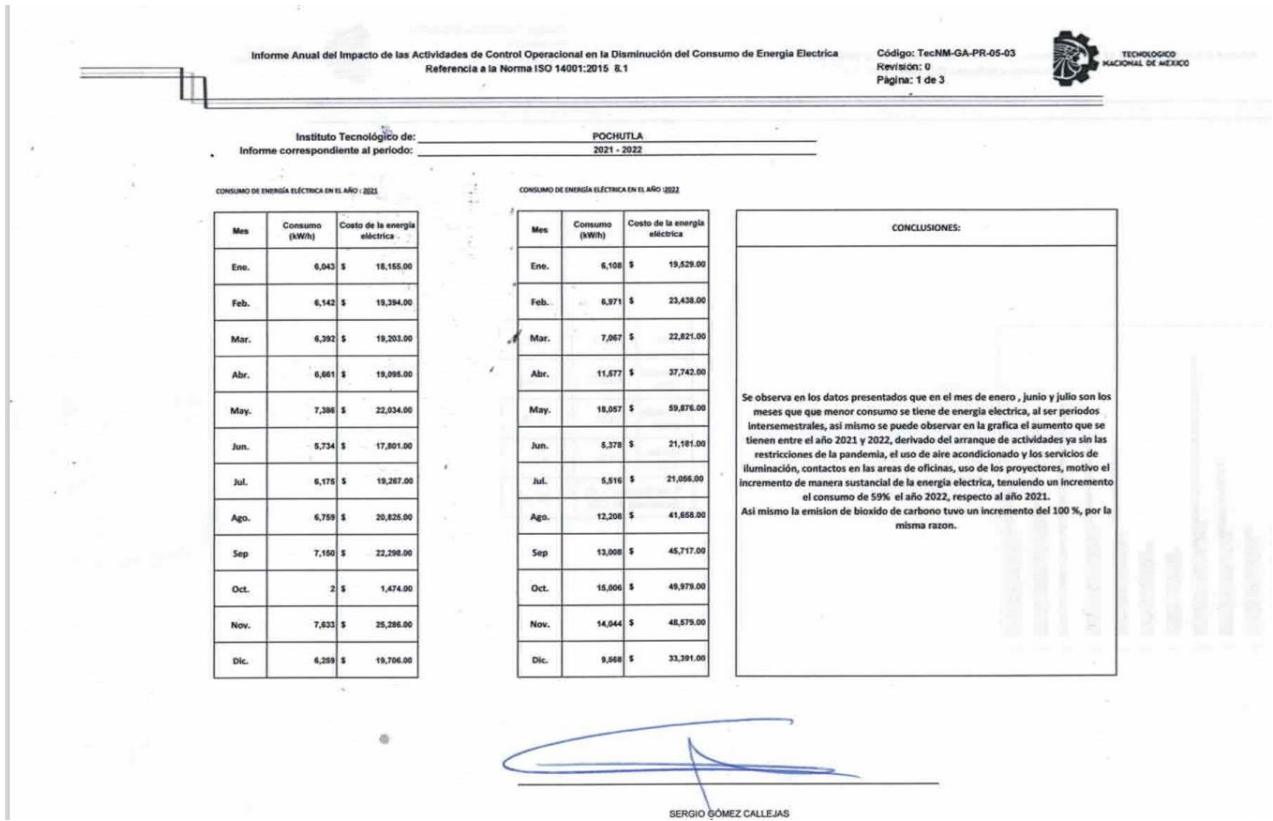 Informe Anual del Impacto de las Actividades de Control Operacional en la Disminución del Consumo de Energia Electrica
Referencia a la Norma ISO 14001:2015 8.1
Código: TecNM-GA-PR-05-03
Revisión: 0
Página: 1 de 3
TECNOLOGICO
NACIONAL DE MÉXICO
Instituto Tecnológico de: POCHUTLA
Informe correspondiente al periodo: 2021 - 2022
CONSUMO DE ENERGÍA ELÉCTRICA EN EL AÑO : 2021
Mes Consumo (kW/h) Costo de la energía eléctrica
Ene. 6,043 $ 18,155.00
Feb. 6,142 $ 19,394.00
Mar. 6,392 $ 19,203.00
Abr. 6,661 $ 19,095.00
May. 7,386 $ 22,034.00
Jun. 5,734 $ 17,801.00
Jul. 6,175 $ 19,267.00
Ago. 6,759 $ 20,825.00
Sep 7,150 $ 22,298.00
Oct. 2 $ 1,474.00
Nov. 7,633 $ 25,286.00
Dic. 6,259 $ 19,706.00
CONSUMO DE ENERGÍA ELÉCTRICA EN EL AÑO :2022
Mes Consumo (kW/h) Costo de la energía eléctrica
Ene. 6,108 $ 19,529.00
Feb. 6,971 $ 23,438.00
Mar. 7,067 $ 22,821.00
Abr. 11,677 $ 37,742.00
May. 18,057 $ 59,876.00
Jun. 5,378 $ 21,181.00
Jul. 5,516 $ 21,056.00
Ago. 12,208 $ 41,658.00
Sep 13,008 $ 45,717.00
Oct. 15,006 $ 49,979.00
Nov. 14,044 $ 48,579.00
Dic. 9,568 $ 33,391.00
CONCLUSIONES:
Se observa en los datos presentados que en el mes de enero , junio y julio son los
meses que que menor consumo se tiene de energia electrica, al ser periodos
intersemestrales, asi mismo se puede observar en la grafica el aumento que se
tienen entre el año 2021 y 2022, derivado del arranque de actividades ya sin las
restricciones de la pandemia, el uso de aire acondicionado y los servicios de
iluminación, contactos en las areas de oficinas, uso de los proyectores, motivo el
incremento de manera sustancial de la energia electrica, tenuiendo un incremento
el consumo de 59% el año 2022, respecto al año 2021.
Asi mismo la emision de bioxido de carbono tuvo un incremento del 100 %, por la
misma razon.
SERGIO GÓMEZ CALLEJAS